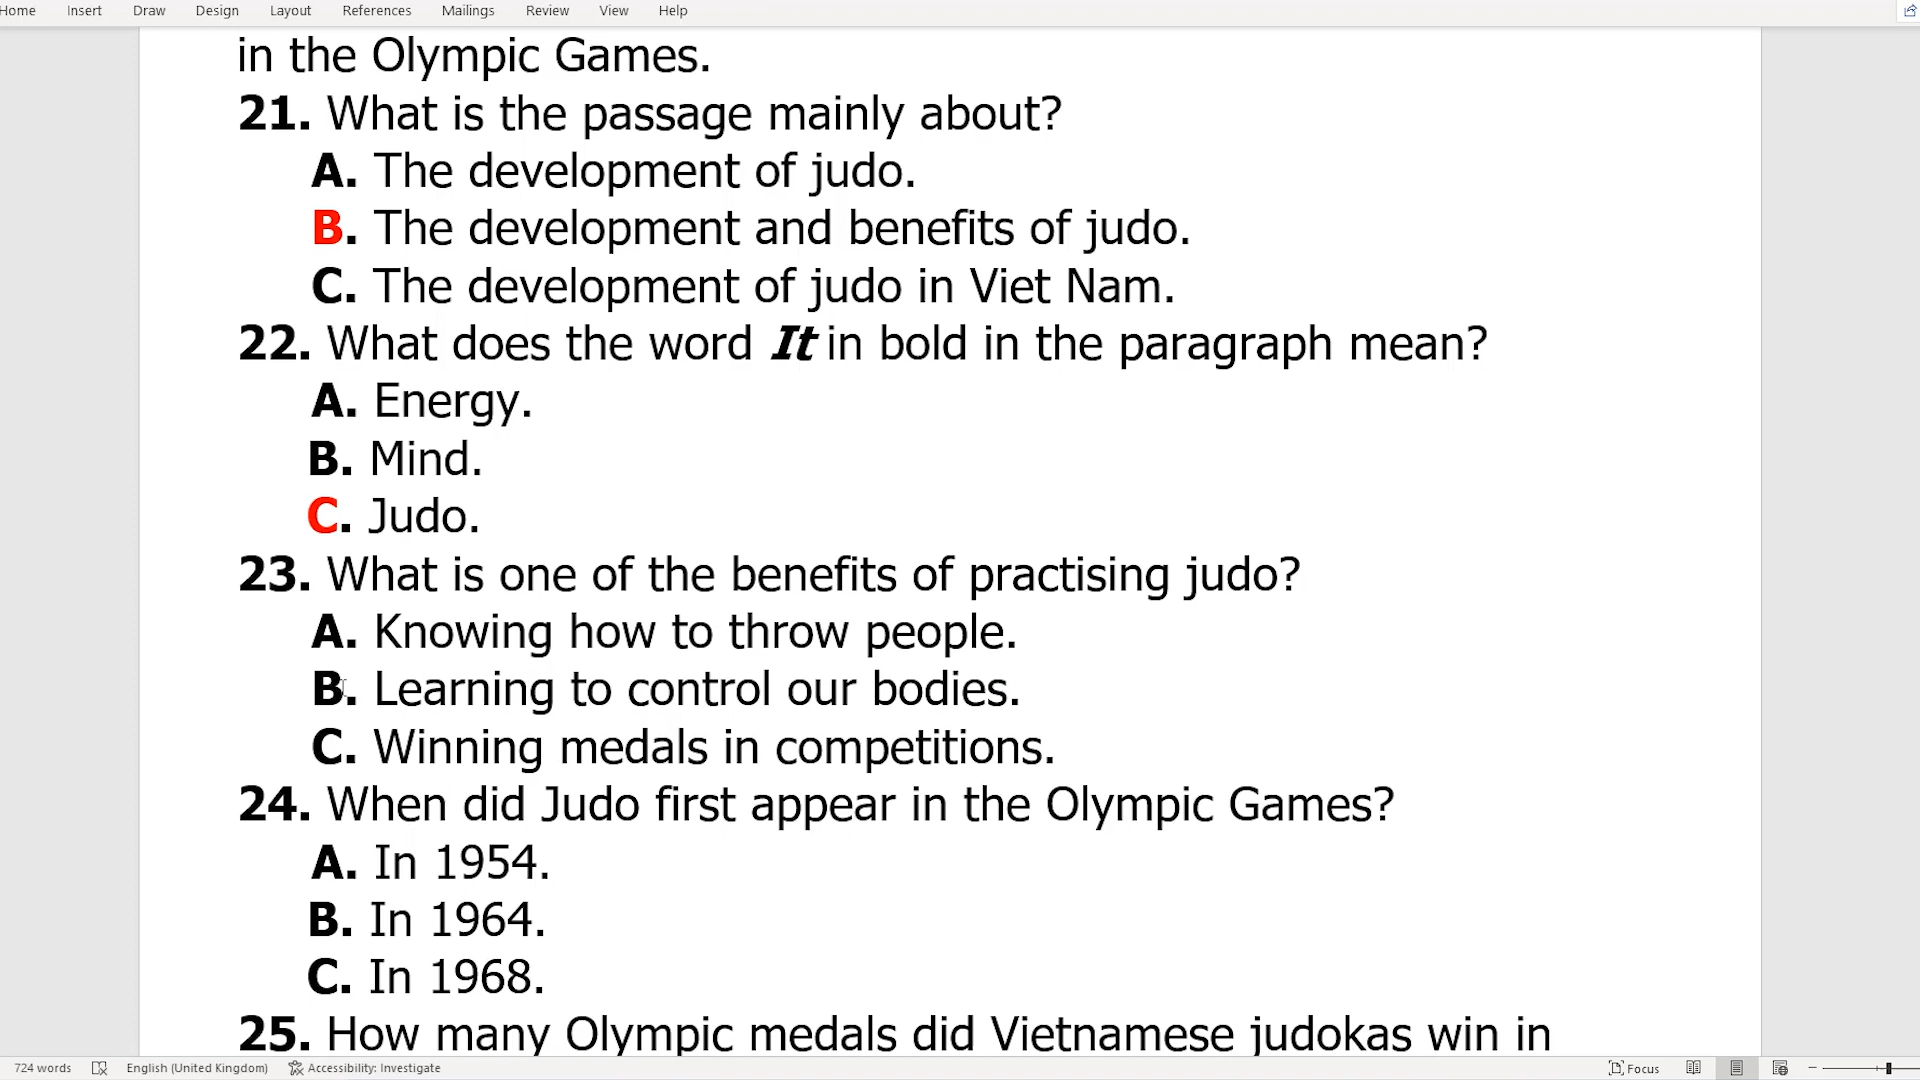 Home Insert Draw Design Layout References Mailings Review View Help
in the Olympic Games.
21. What is the passage mainly about?
A. The development of judo.
B. The development and benefits of judo.
C. The development of judo in Viet Nam.
22. What does the word It in bold in the paragraph mean?
A. Energy.
B. Mind.
C. Judo.
23. What is one of the benefits of practising judo?
A. Knowing how to throw people.
B. Learning to control our bodies.
C. Winning medals in competitions.
24. When did Judo first appear in the Olympic Games?
A. In 1954.
B. In 1964.
C. In 1968.
25. How many Olympic medals did Vietnamese judokas win in
724 words English (United Kingdom) Accessibility: Investigate Focus